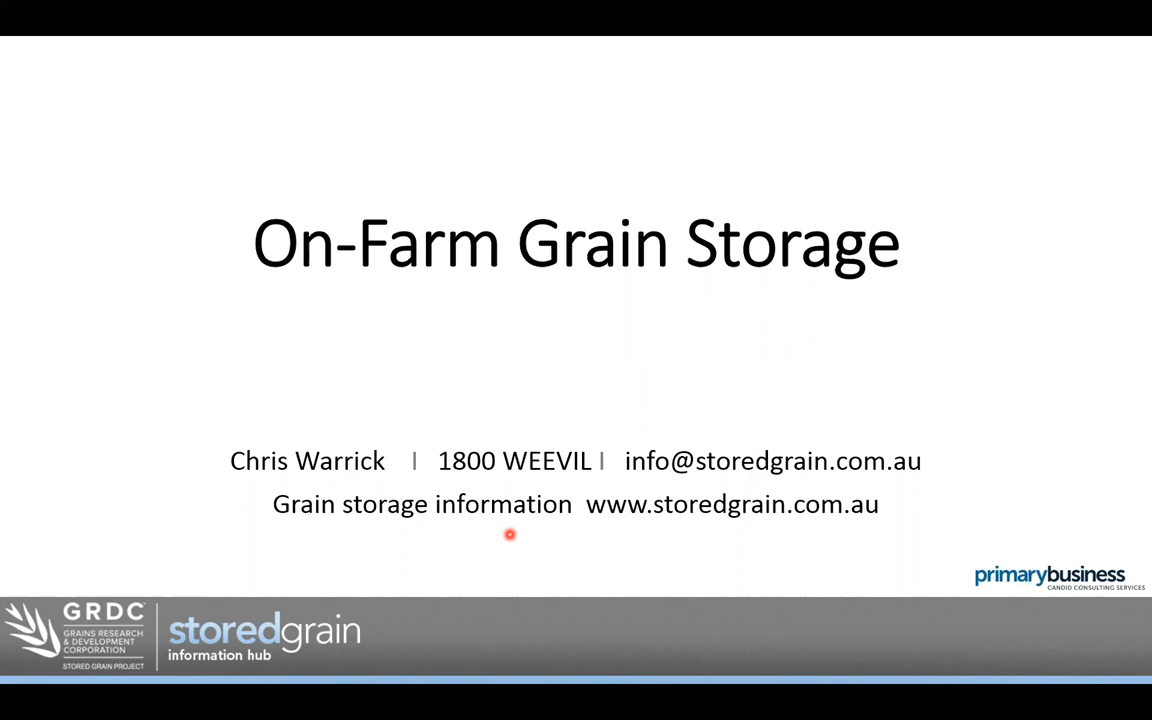 On-Farm Grain Storage
Chris Warrick | 1800 WEEVIL | info@storedgrain.com.au
Grain storage information www.storedgrain.com.au
primarybusiness
CANDID CONSULTING SERVICES
GRDC
GRAINS RESEARCH
& DEVELOPMENT
CORPORATION
STORED GRAIN PROJECT
storedgrain
information hub